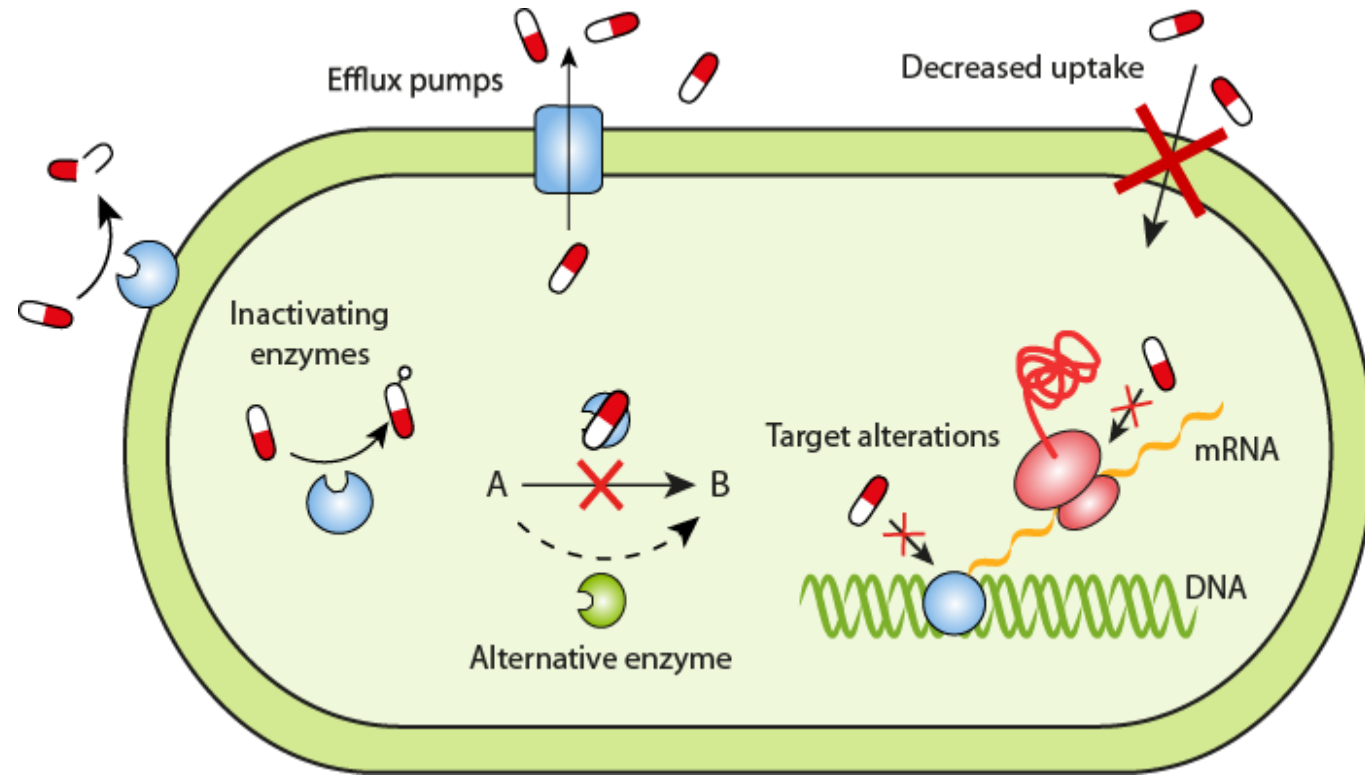 Efflux pumps
Decreased uptake
Inactivating
enzymes
Target alterations
mRNA
A
B
DNA
Alternative enzyme